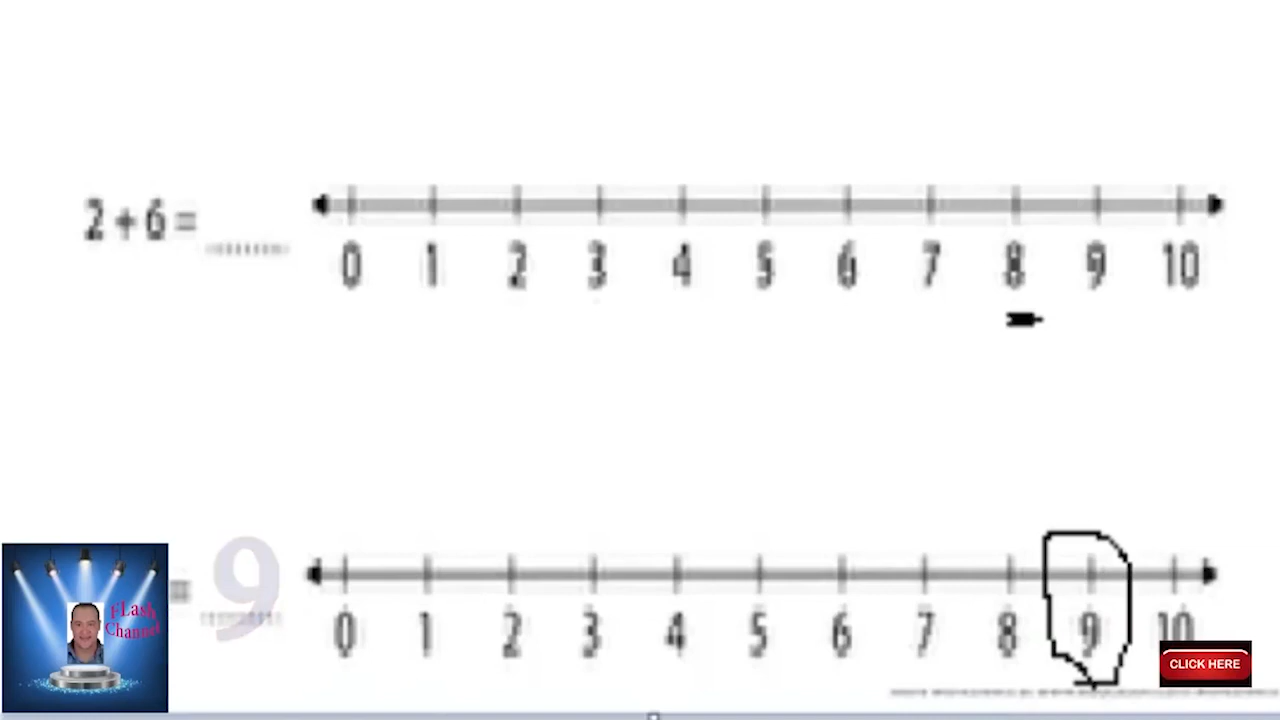 2 + 6 =
0 1 2 3 4 5 6 7 8 9 10
= 9
0 1 2 3 4 5 6 7 8 9 10
FLash
Channel
CLICK HERE